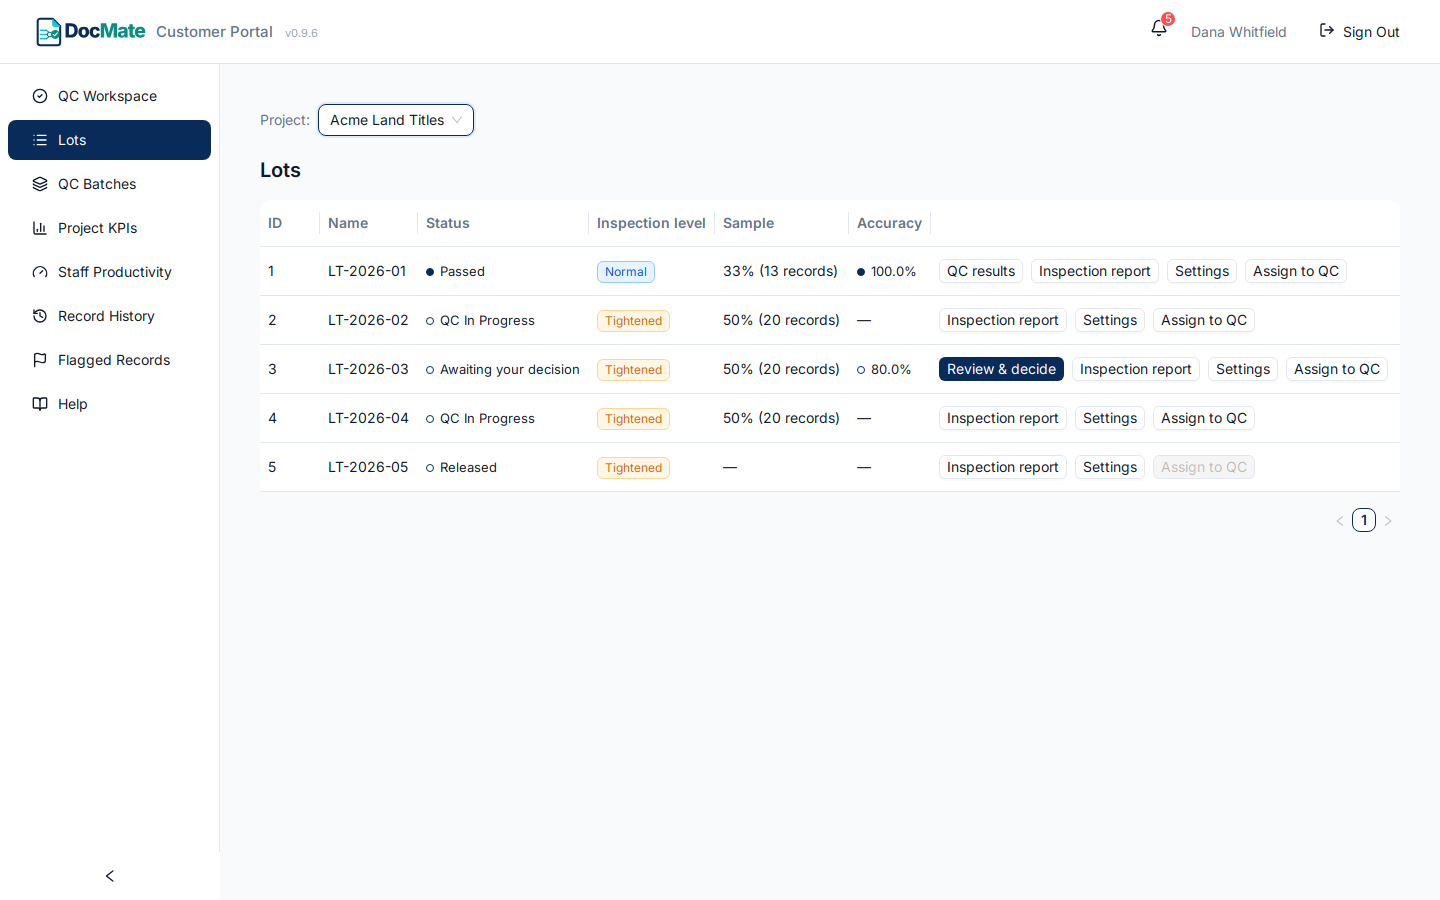 DocMate Customer Portal v0.9.6
5
Dana Whitfield
Sign Out
QC Workspace
Lots
QC Batches
Project KPIs
Staff Productivity
Record History
Flagged Records
Help
Project: Acme Land Titles
Lots
ID Name Status Inspection level Sample Accuracy
1 LT-2026-01 Passed Normal 33% (13 records) 100.0% QC results Inspection report Settings Assign to QC
2 LT-2026-02 QC In Progress Tightened 50% (20 records) — Inspection report Settings Assign to QC
3 LT-2026-03 Awaiting your decision Tightened 50% (20 records) 80.0% Review & decide Inspection report Settings Assign to QC
4 LT-2026-04 QC In Progress Tightened 50% (20 records) — Inspection report Settings Assign to QC
5 LT-2026-05 Released Tightened — — Inspection report Settings Assign to QC
1